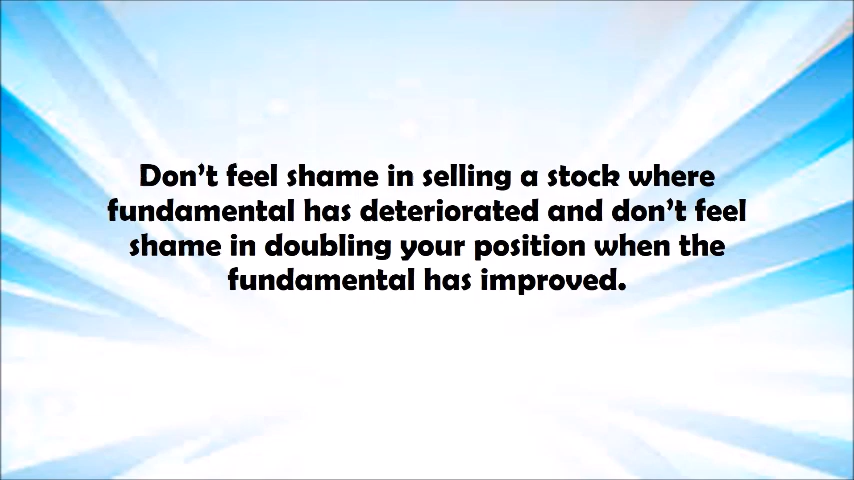 Don’t feel shame in selling a stock where
fundamental has deteriorated and don’t feel
shame in doubling your position when the
fundamental has improved.